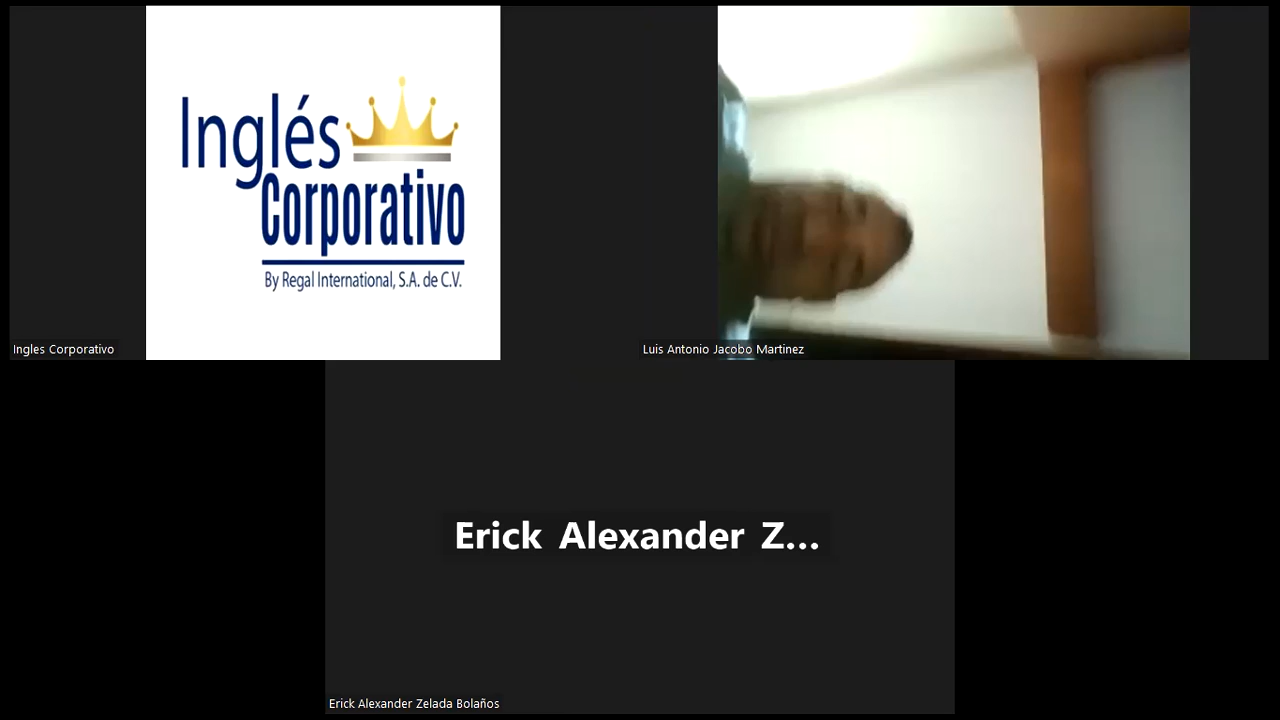 Inglés
Corporativo
By Regal International, S.A. de C.V.
Ingles Corporativo
Luis Antonio Jacobo Martinez
Erick Alexander Z...
Erick Alexander Zelada Bolaños